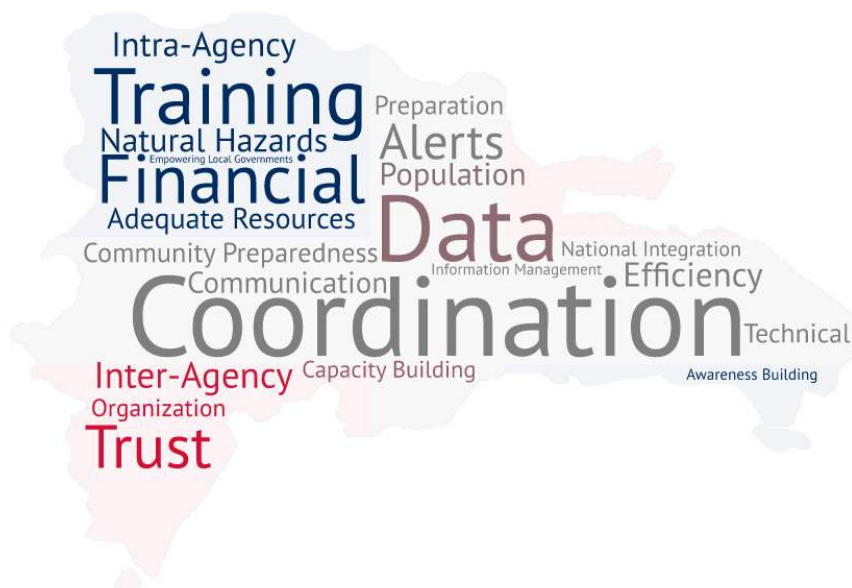 Intra-Agency
Training
Preparation
Natural Hazards
Alerts
Empowering Local Governments
Financial
Population
Adequate Resources
Data
Community Preparedness
National Integration
Information Management
Communication
Efficiency
Coordination
Technical
Inter-Agency
Capacity Building
Awareness Building
Organization
Trust